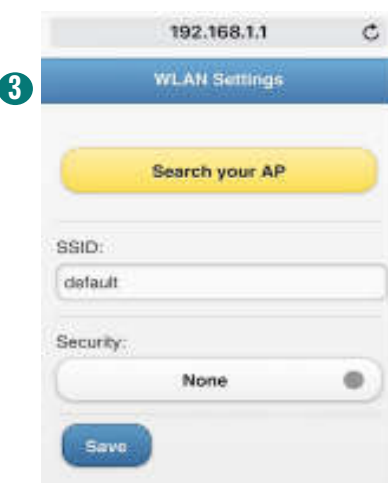 192.168.1.1
3
WLAN Settings
Search your AP
SSID:
default
Security:
None
Save